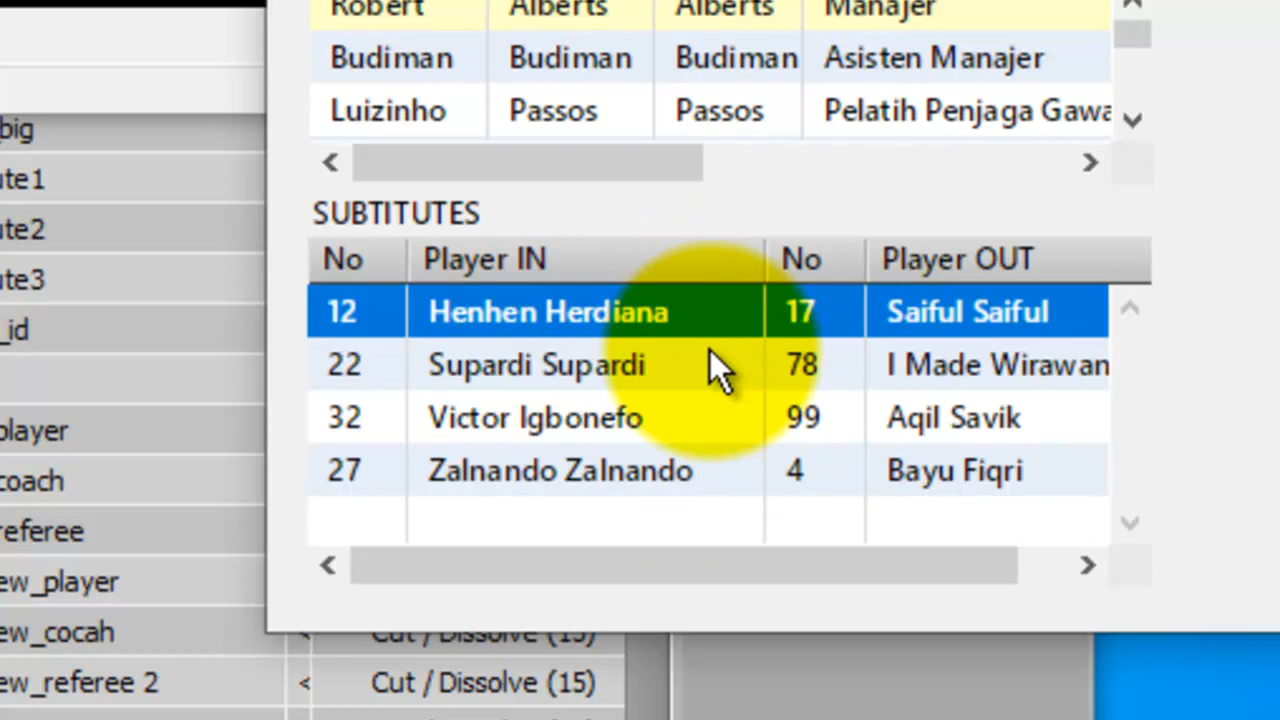 Robert Alberts Alberts Manajer
Budiman Budiman Budiman Asisten Manajer
Luizinho Passos Passos Pelatih Penjaga Gawa
SUBTITUTES
No Player IN No Player OUT
12 Henhen Herdiana 17 Saiful Saiful
22 Supardi Supardi 78 I Made Wirawan
32 Victor Igbonefo 99 Aqil Savik
27 Zalnando Zalnando 4 Bayu Fiqri
big
ute1
ute2
ute3
_id
player
coach
referee
ew_player
ew_cocah < Cut / Dissolve (15)
ew_referee 2 < Cut / Dissolve (15)